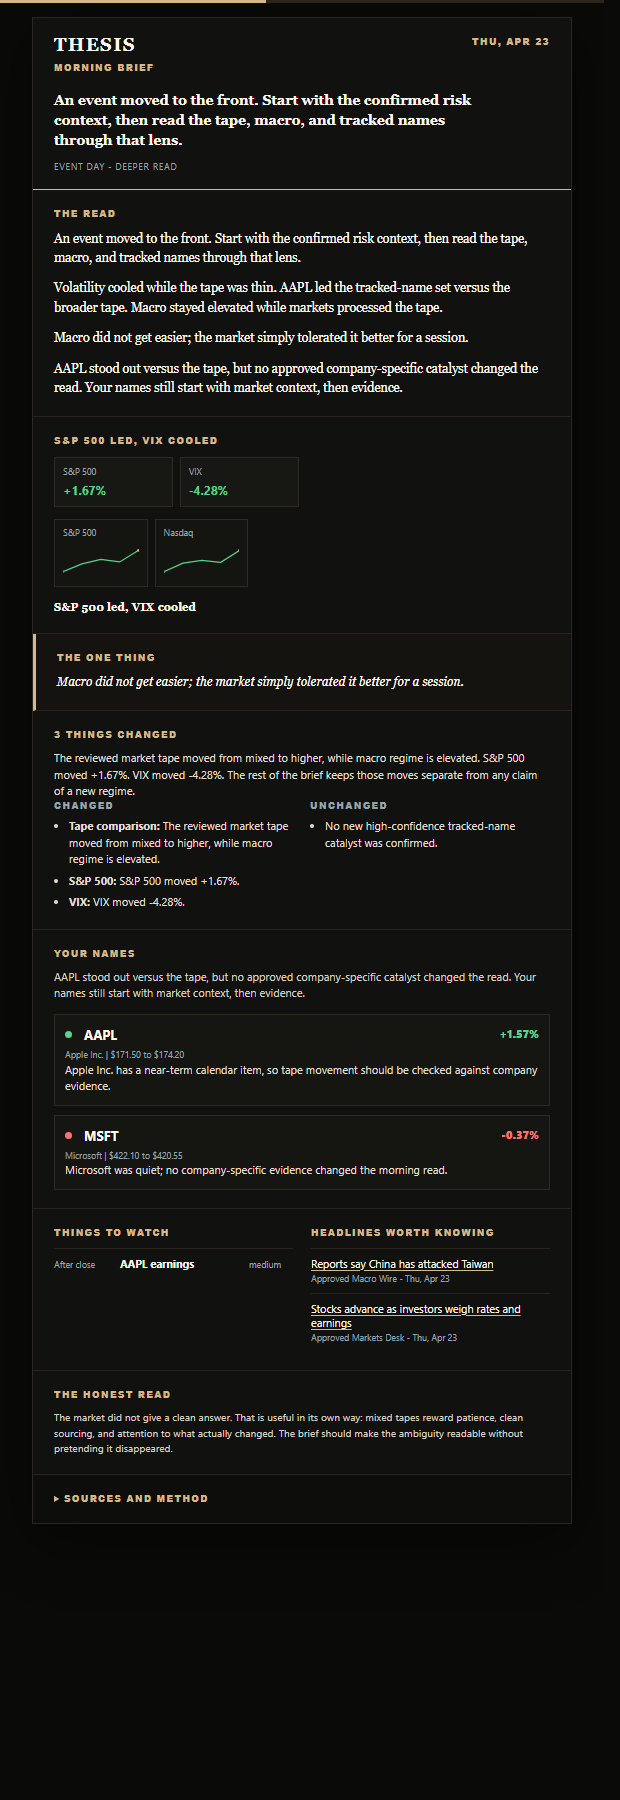 THESIS
THU, APR 23
MORNING BRIEF
An event moved to the front. Start with the confirmed risk
context, then read the tape, macro, and tracked names
through that lens.
EVENT DAY - DEEPER READ
THE READ
An event moved to the front. Start with the confirmed risk context, then read the tape,
macro, and tracked names through that lens.
Volatility cooled while the tape was thin. AAPL led the tracked-name set versus the
broader tape. Macro stayed elevated while markets processed the tape.
Macro did not get easier; the market simply tolerated it better for a session.
AAPL stood out versus the tape, but no approved company-specific catalyst changed the
read. Your names still start with market context, then evidence.
S&P 500 LED, VIX COOLED
S&P 500
+1.67%
VIX
-4.28%
S&P 500
Nasdaq
S&P 500 led, VIX cooled
THE ONE THING
Macro did not get easier; the market simply tolerated it better for a session.
3 THINGS CHANGED
The reviewed market tape moved from mixed to higher, while macro regime is elevated. S&P 500
moved +1.67%. VIX moved -4.28%. The rest of the brief keeps those moves separate from any claim
of a new regime.
CHANGED
• Tape comparison: The reviewed market tape
moved from mixed to higher, while macro
regime is elevated.
• S&P 500: S&P 500 moved +1.67%.
• VIX: VIX moved -4.28%.
UNCHANGED
• No new high-confidence tracked-name
catalyst was confirmed.
YOUR NAMES
AAPL stood out versus the tape, but no approved company-specific catalyst changed the read. Your
names still start with market context, then evidence.
AAPL
+1.57%
Apple Inc. | $171.50 to $174.20
Apple Inc. has a near-term calendar item, so tape movement should be checked against company
evidence.
MSFT
-0.37%
Microsoft | $422.10 to $420.55
Microsoft was quiet; no company-specific evidence changed the morning read.
THINGS TO WATCH
After close AAPL earnings medium
HEADLINES WORTH KNOWING
Reports say China has attacked Taiwan
Approved Macro Wire - Thu, Apr 23
Stocks advance as investors weigh rates and
earnings
Approved Markets Desk - Thu, Apr 23
THE HONEST READ
The market did not give a clean answer. That is useful in its own way: mixed tapes reward patience, clean
sourcing, and attention to what actually changed. The brief should make the ambiguity readable without
pretending it disappeared.
SOURCES AND METHOD